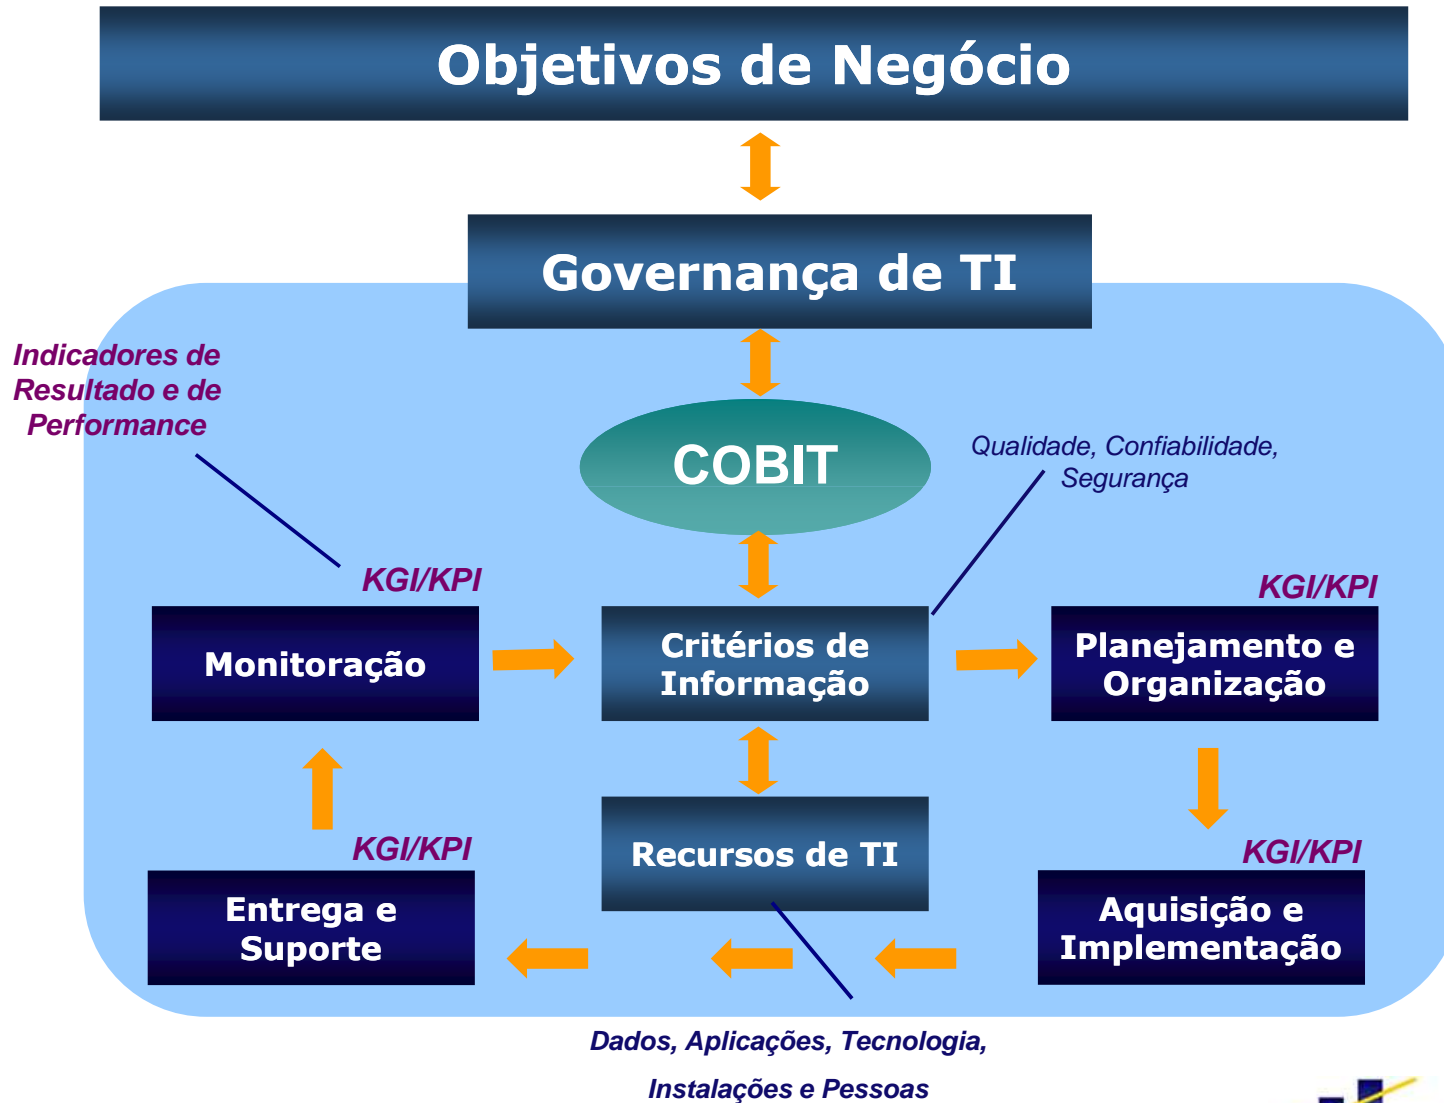 Objetivos de Negócio
Governança de TI
Indicadores de
Resultado e de
Performance
COBIT
Qualidade, Confiabilidade,
Segurança
KGI/KPI
KGI/KPI
Monitoração
Critérios de
Informação
Planejamento e
Organização
KGI/KPI
Recursos de TI
KGI/KPI
Entrega e
Suporte
Aquisição e
Implementação
Dados, Aplicações, Tecnologia,
Instalações e Pessoas